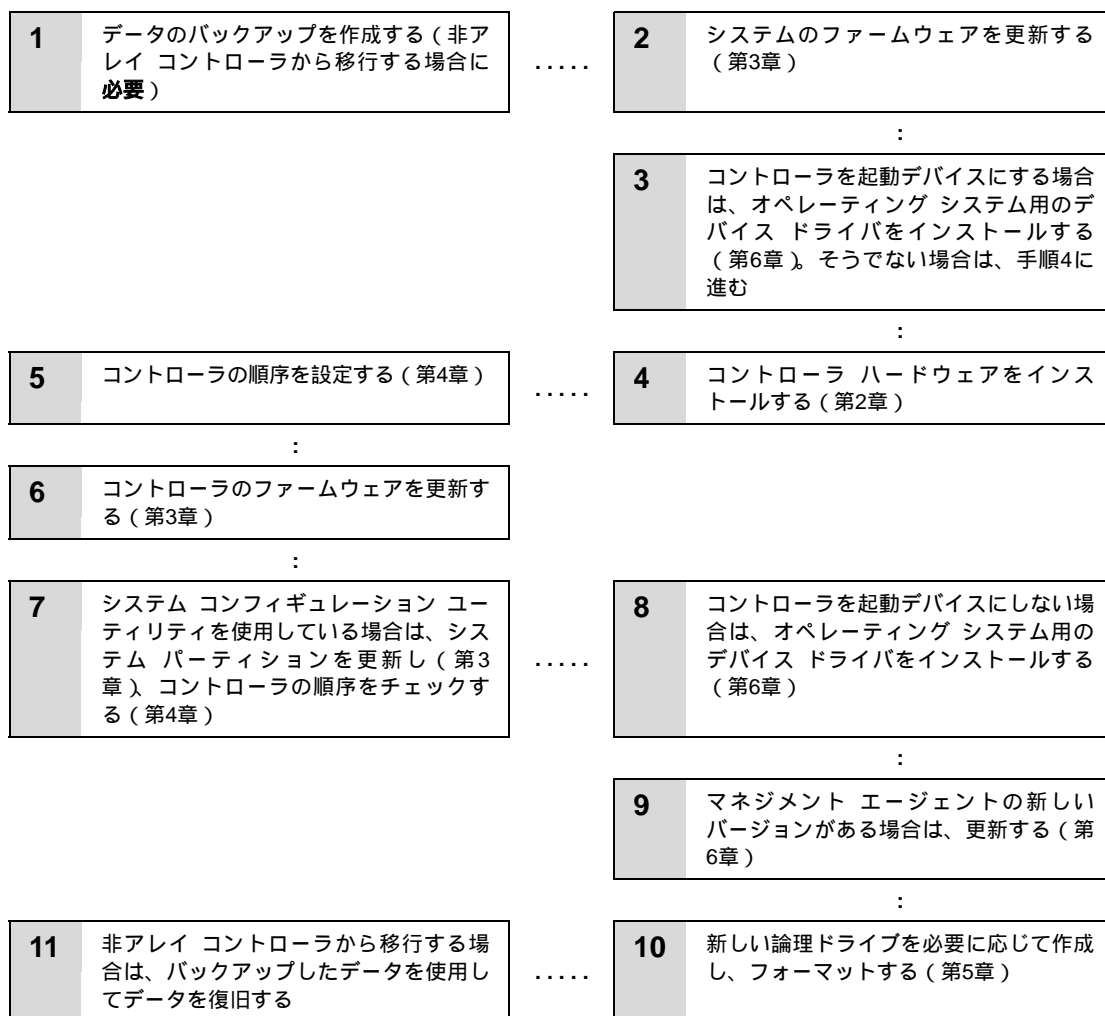 1
データのバックアップを作成する（非ア
レイ コントローラから移行する場合に
必要）
.....
2
システムのファームウェアを更新する
（第3章）
:
3
コントローラを起動デバイスにする場合
は、オペレーティング システム用のデ
バイス ドライバをインストールする
（第6章）。そうでない場合は、手順4に
進む
:
4
コントローラ ハードウェアをインス
トールする（第2章）
.....
5
コントローラの順序を設定する（第4章）
:
6
コントローラのファームウェアを更新す
る（第3章）
:
7
システム コンフィギュレーション ユー
ティリティを使用している場合は、シス
テム パーティションを更新し（第3
章）、コントローラの順序をチェックす
る（第4章）
.....
8
コントローラを起動デバイスにしない場
合は、オペレーティング システム用の
デバイス ドライバをインストールする
（第6章）
:
9
マネジメント エージェントの新しい
バージョンがある場合は、更新する（第
6章）
:
10
新しい論理ドライブを必要に応じて作成
し、フォーマットする（第5章）
.....
11
非アレイ コントローラから移行する場
合は、バックアップしたデータを使用し
てデータを復旧する